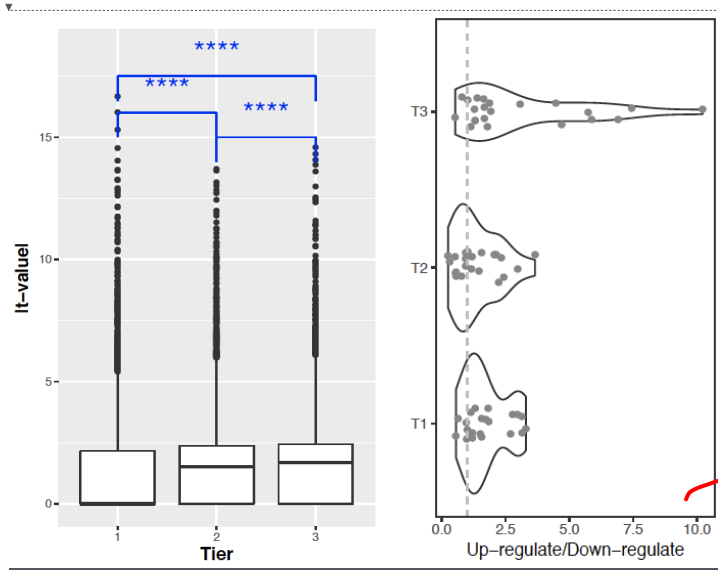 ****
****
****
15
10
5
0
1
2
3
Tier
|t-value|
T3
T2
T1
0.0
2.5
5.0
7.5
10.0
Up-regulate/Down-regulate